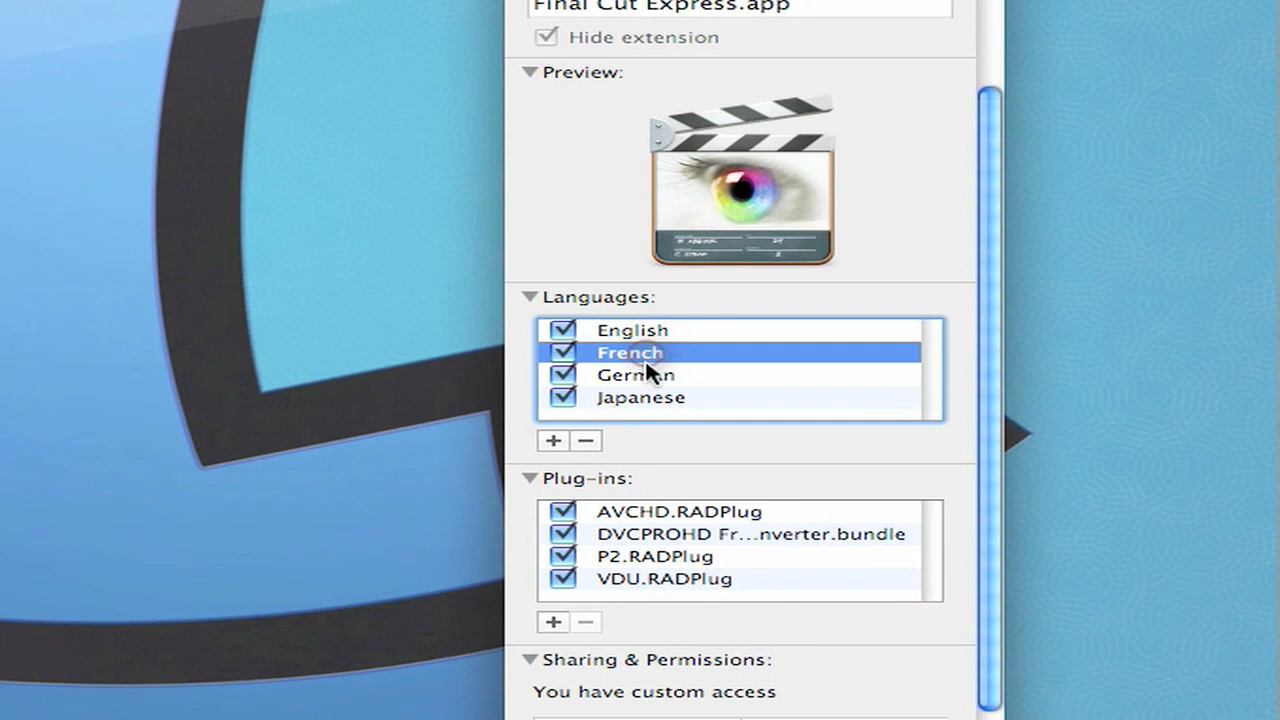 Final Cut Express.app
Hide extension
Preview:
Languages:
English
French
German
Japanese
Plug-ins:
AVCHD.RADPlug
DVCPROHD Fr...nverter.bundle
P2.RADPlug
VDU.RADPlug
Sharing & Permissions:
You have custom access